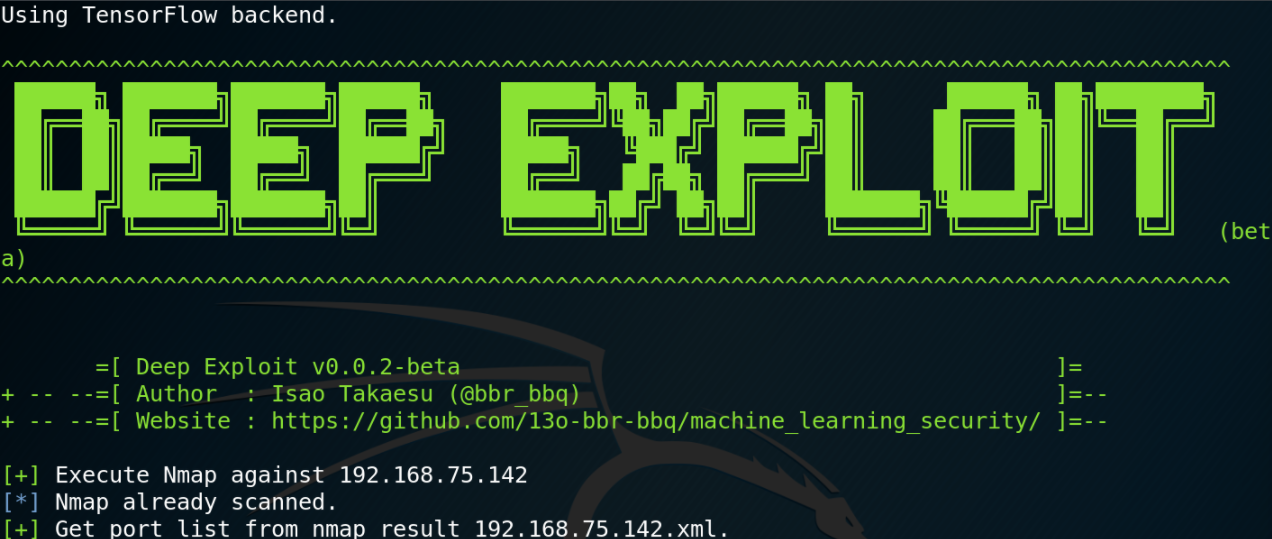 Using TensorFlow backend.
^^^^^^^^^^^^^^^^^^^^^^^^^^^^^^^^^^^^^^^^^^^^^^^^^^^^^^^^^^^^^^^^^^^^^^^^^^^^^^^^^^^^^^^^^^^
DEEP EXPLOIT (bet
a)
^^^^^^^^^^^^^^^^^^^^^^^^^^^^^^^^^^^^^^^^^^^^^^^^^^^^^^^^^^^^^^^^^^^^^^^^^^^^^^^^^^^^^^^^^^^
=[ Deep Exploit v0.0.2-beta ]=
+ -- --=[ Author  : Isao Takaesu (@bbr_bbq) ]=--
+ -- --=[ Website : https://github.com/13o-bbr-bbq/machine_learning_security/ ]=--
[+] Execute Nmap against 192.168.75.142
[*] Nmap already scanned.
[+] Get port list from nmap result 192.168.75.142.xml.